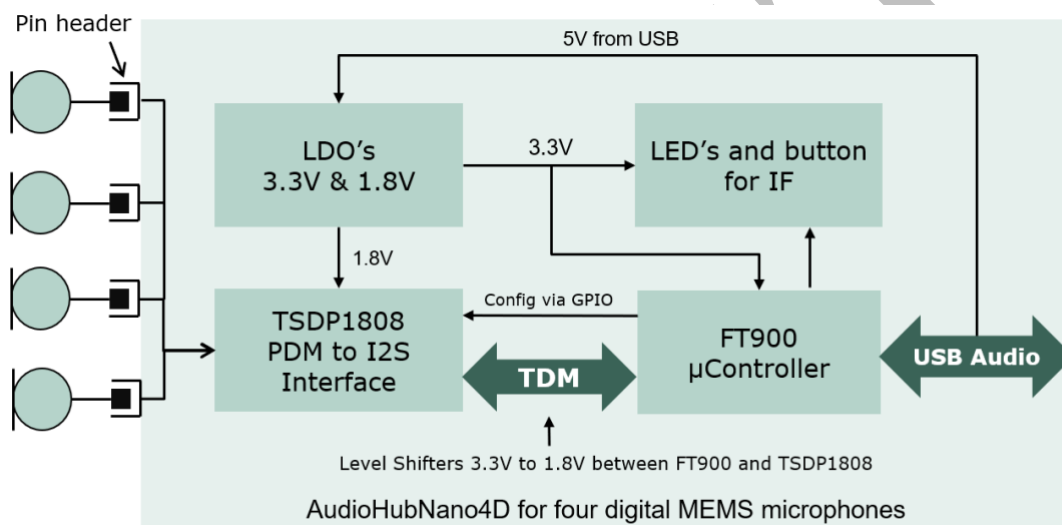 Pin header
5V from USB
LDO's
3.3V & 1.8V
3.3V
LED's and button
for IF
1.8V
Config via GPIO
TSDP1808
PDM to I2S
Interface
TDM
FT900
µController
USB Audio
Level Shifters 3.3V to 1.8V between FT900 and TSDP1808
AudioHubNano4D for four digital MEMS microphones